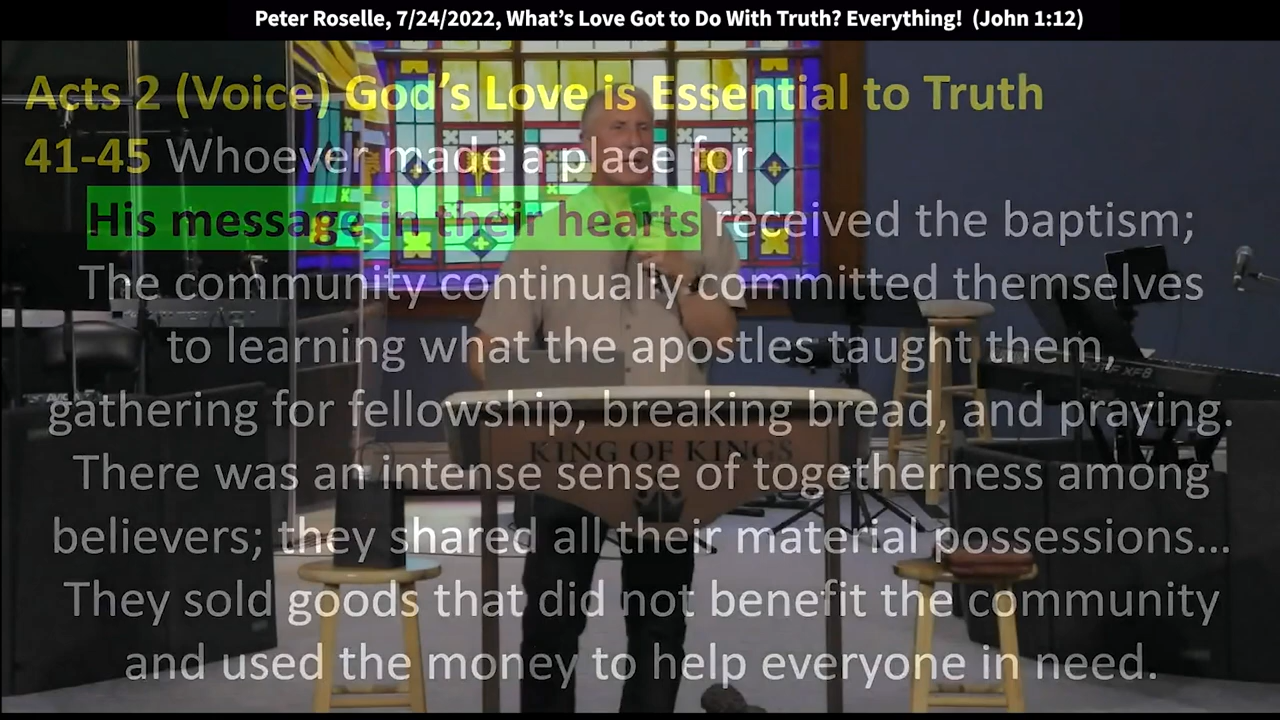 Peter Roselle, 7/24/2022, What's Love Got to Do With Truth? Everything! (John 1:12)
Acts 2 (Voice) God's Love is Essential to Truth
41-45 Whoever made a place for
His message in their hearts received the baptism;
The community continually committed themselves
to learning what the apostles taught them,
gathering for fellowship, breaking bread, and praying.
KING OF KINGS
There was an intense sense of togetherness among
believers; they shared all their material possessions...
They sold goods that did not benefit the community
and used the money to help everyone in need.